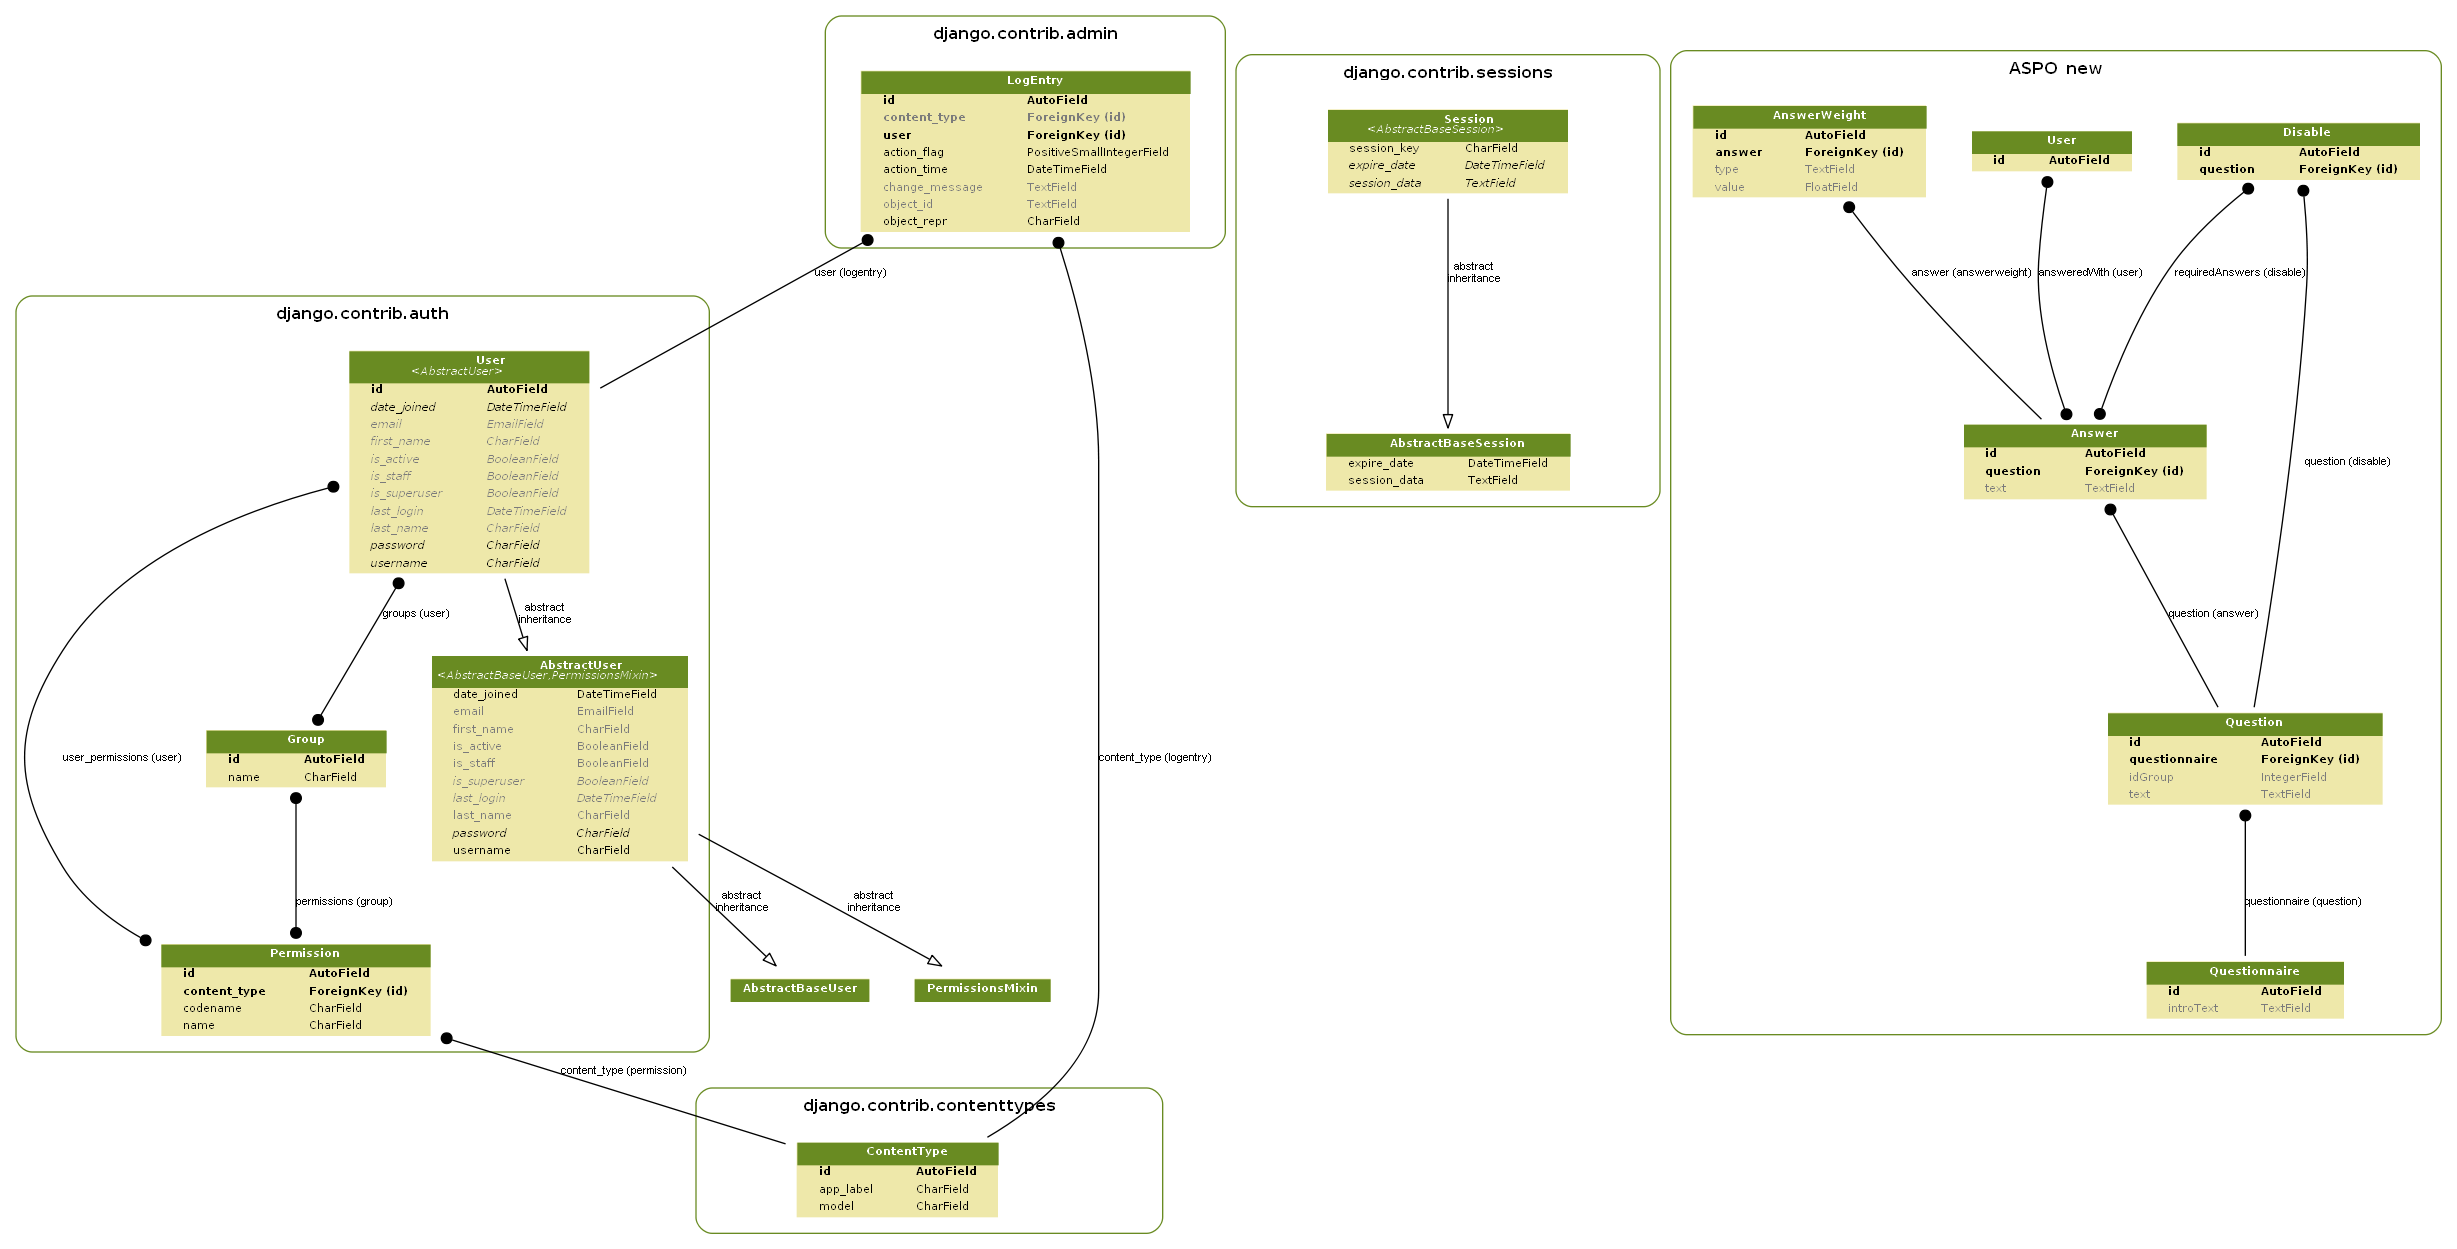 django.contrib.admin
LogEntry
id AutoField
content_type ForeignKey (id)
user ForeignKey (id)
action_flag PositiveSmallIntegerField
action_time DateTimeField
change_message TextField
object_id TextField
object_repr CharField
user (logentry)
content_type (logentry)
django.contrib.auth
User
<AbstractUser>
id AutoField
date_joined DateTimeField
email EmailField
first_name CharField
is_active BooleanField
is_staff BooleanField
is_superuser BooleanField
last_login DateTimeField
last_name CharField
password CharField
username CharField
groups (user)
abstract
inheritance
user_permissions (user)
AbstractUser
<AbstractBaseUser,PermissionsMixin>
date_joined DateTimeField
email EmailField
first_name CharField
is_active BooleanField
is_staff BooleanField
is_superuser BooleanField
last_login DateTimeField
last_name CharField
password CharField
username CharField
Group
id AutoField
name CharField
permissions (group)
abstract
inheritance
abstract
inheritance
Permission
id AutoField
content_type ForeignKey (id)
codename CharField
name CharField
AbstractBaseUser
PermissionsMixin
content_type (permission)
django.contrib.contenttypes
ContentType
id AutoField
app_label CharField
model CharField
django.contrib.sessions
Session
<AbstractBaseSession>
session_key CharField
expire_date DateTimeField
session_data TextField
abstract
inheritance
AbstractBaseSession
expire_date DateTimeField
session_data TextField
ASPO new
AnswerWeight
id AutoField
answer ForeignKey (id)
type TextField
value FloatField
User
id AutoField
Disable
id AutoField
question ForeignKey (id)
answer (answerweight)
answeredWith (user)
requiredAnswers (disable)
Answer
id AutoField
question ForeignKey (id)
text TextField
question (disable)
question (answer)
Question
id AutoField
questionnaire ForeignKey (id)
idGroup IntegerField
text TextField
questionnaire (question)
Questionnaire
id AutoField
introText TextField